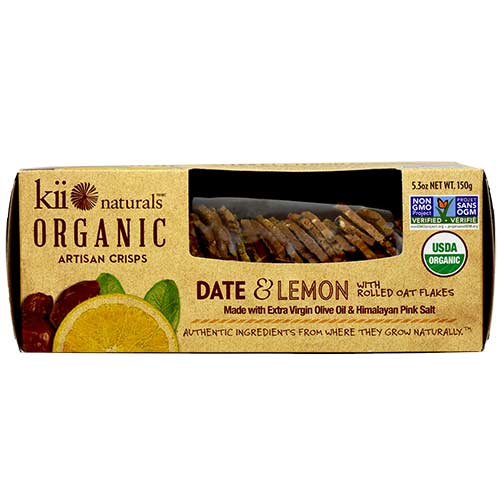 kii naturals™
ORGANIC
ARTISAN CRISPS
5.3oz NET WT. 150g
NON GMO Project VERIFIED
PROJET SANS OGM VÉRIFIÉ
nongmoproject.org
USDA
ORGANIC
DATE & LEMON WITH ROLLED OAT FLAKES
Made with Extra Virgin Olive Oil & Himalayan Pink Salt
AUTHENTIC INGREDIENTS FROM WHERE THEY GROW NATURALLY.™